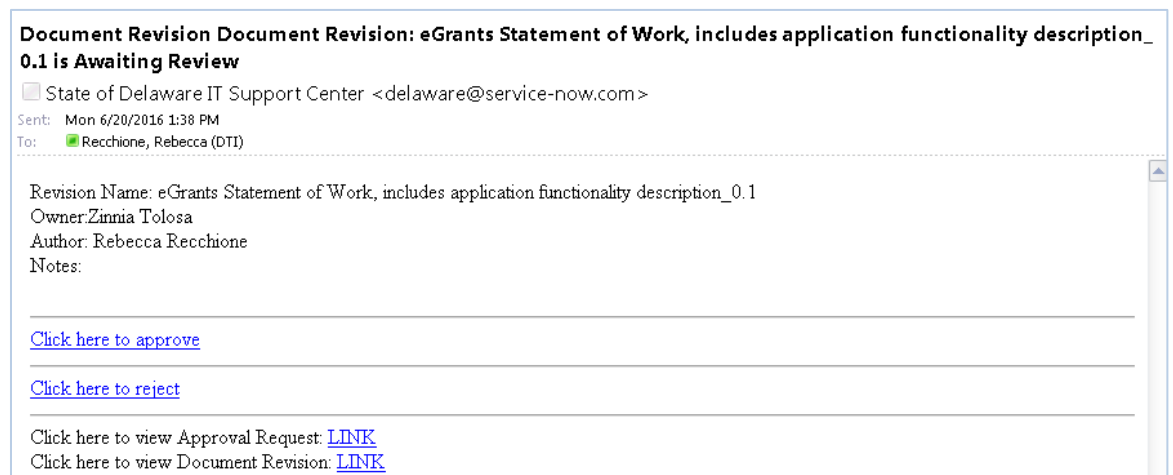 Document Revision Document Revision: eGrants Statement of Work, includes application functionality description_
0.1 is Awaiting Review
State of Delaware IT Support Center <delaware@service-now.com>
Sent: Mon 6/20/2016 1:38 PM
To: Recchione, Rebecca (DTI)
Revision Name: eGrants Statement of Work, includes application functionality description_0.1
Owner:Zinnia Tolosa
Author: Rebecca Recchione
Notes:
Click here to approve
Click here to reject
Click here to view Approval Request: LINK
Click here to view Document Revision: LINK